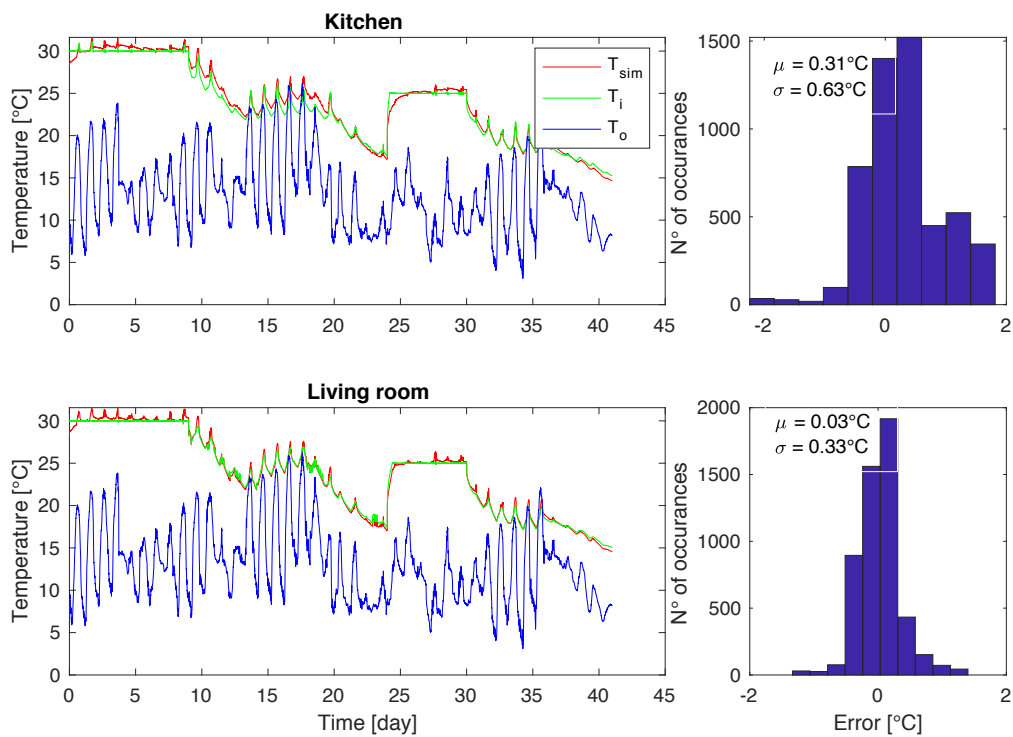 Kitchen
Temperature [°C]
30
25
20
15
10
5
0
0 5 10 15 20 25 30 35 40 45
T_sim
T_i
T_o
N° of occurances
1500
1000
500
0
-2 0 2
μ = 0.31°C
σ = 0.63°C
Living room
Temperature [°C]
30
25
20
15
10
5
0
0 5 10 15 20 25 30 35 40 45
Time [day]
N° of occurances
2000
1500
1000
500
0
-2 0 2
Error [°C]
μ = 0.03°C
σ = 0.33°C